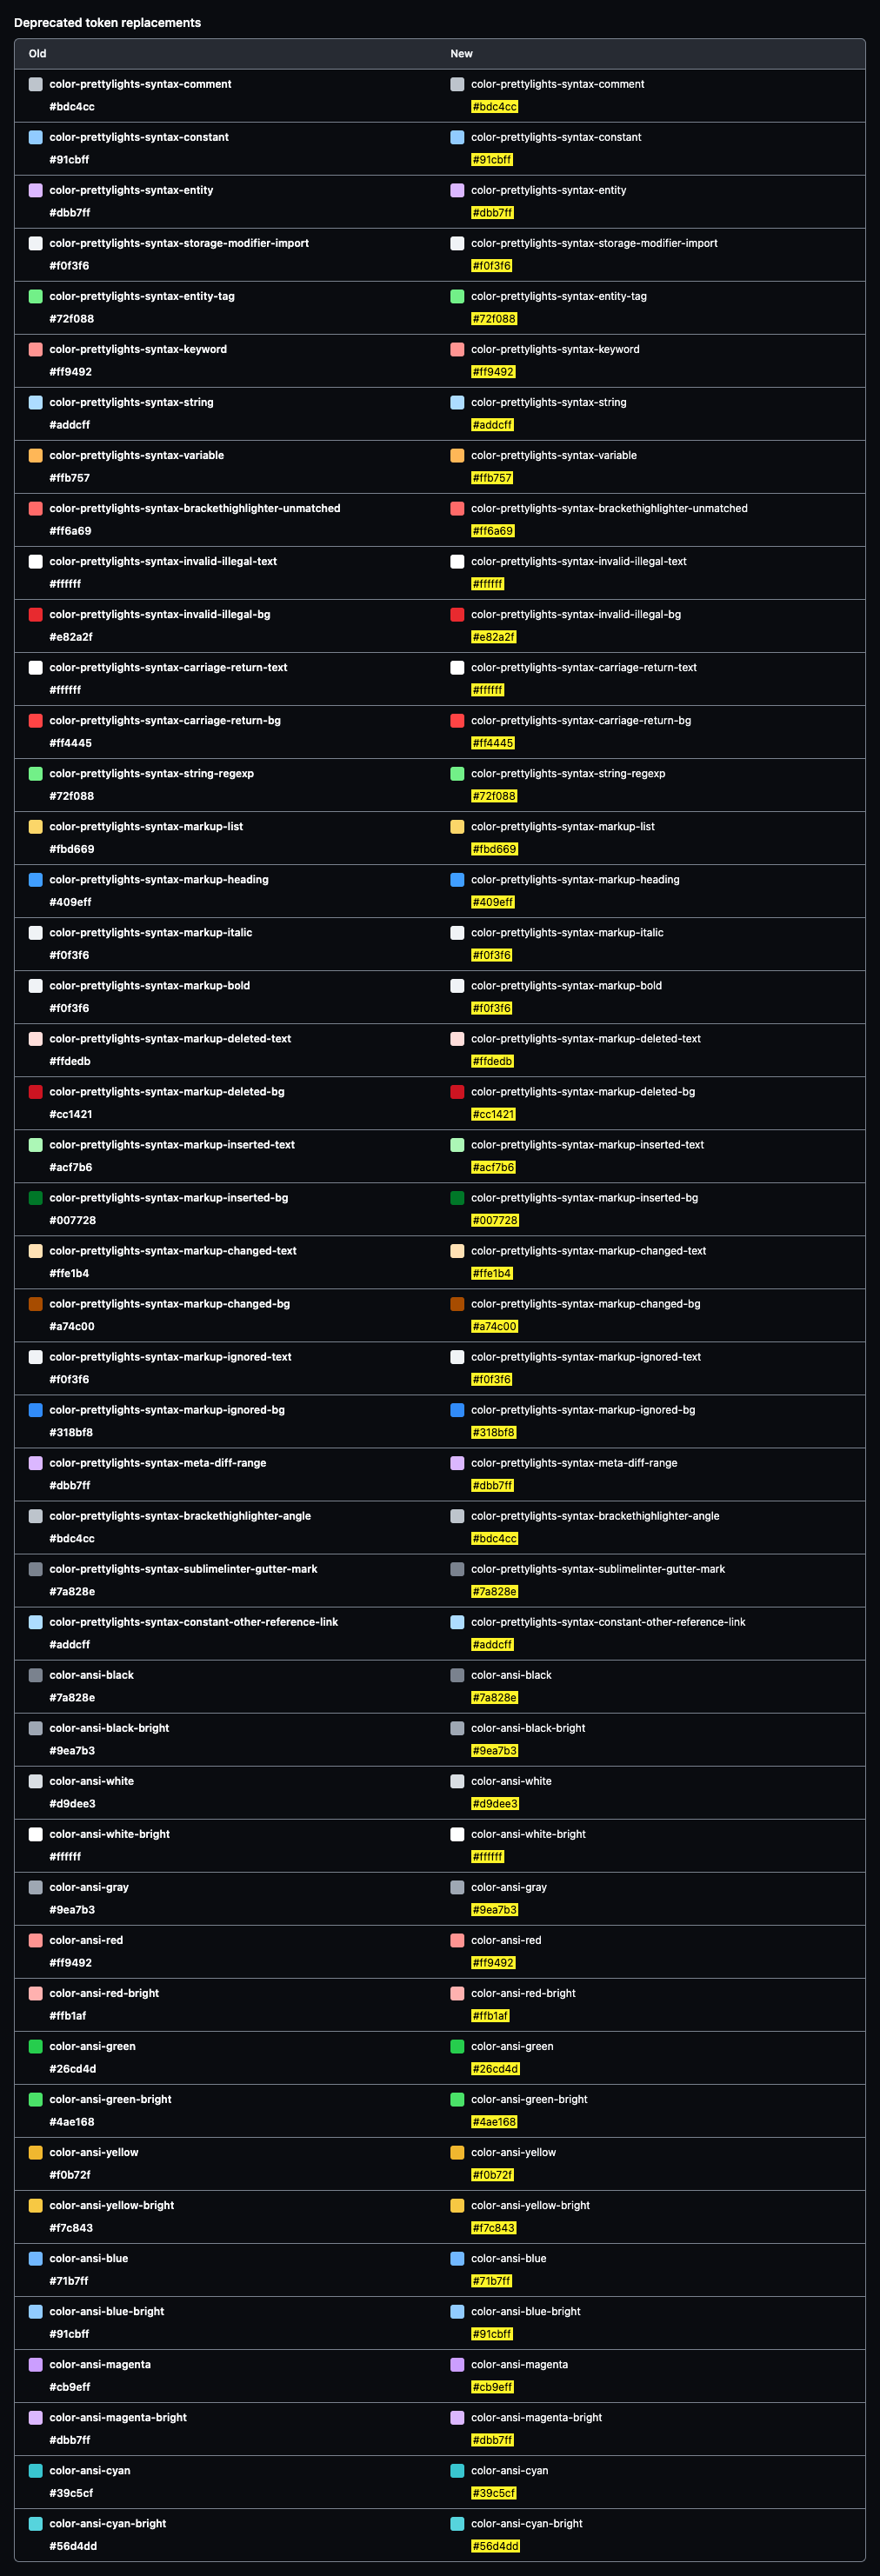 Deprecated token replacements
Old New
color-prettylights-syntax-comment color-prettylights-syntax-comment
#bdc4cc #bdc4cc
color-prettylights-syntax-constant color-prettylights-syntax-constant
#91cbff #91cbff
color-prettylights-syntax-entity color-prettylights-syntax-entity
#dbb7ff #dbb7ff
color-prettylights-syntax-storage-modifier-import color-prettylights-syntax-storage-modifier-import
#f0f3f6 #f0f3f6
color-prettylights-syntax-entity-tag color-prettylights-syntax-entity-tag
#72f088 #72f088
color-prettylights-syntax-keyword color-prettylights-syntax-keyword
#ff9492 #ff9492
color-prettylights-syntax-string color-prettylights-syntax-string
#addcff #addcff
color-prettylights-syntax-variable color-prettylights-syntax-variable
#ffb757 #ffb757
color-prettylights-syntax-brackethighlighter-unmatched color-prettylights-syntax-brackethighlighter-unmatched
#ff6a69 #ff6a69
color-prettylights-syntax-invalid-illegal-text color-prettylights-syntax-invalid-illegal-text
#ffffff #ffffff
color-prettylights-syntax-invalid-illegal-bg color-prettylights-syntax-invalid-illegal-bg
#e82a2f #e82a2f
color-prettylights-syntax-carriage-return-text color-prettylights-syntax-carriage-return-text
#ffffff #ffffff
color-prettylights-syntax-carriage-return-bg color-prettylights-syntax-carriage-return-bg
#ff4445 #ff4445
color-prettylights-syntax-string-regexp color-prettylights-syntax-string-regexp
#72f088 #72f088
color-prettylights-syntax-markup-list color-prettylights-syntax-markup-list
#fbd669 #fbd669
color-prettylights-syntax-markup-heading color-prettylights-syntax-markup-heading
#409eff #409eff
color-prettylights-syntax-markup-italic color-prettylights-syntax-markup-italic
#f0f3f6 #f0f3f6
color-prettylights-syntax-markup-bold color-prettylights-syntax-markup-bold
#f0f3f6 #f0f3f6
color-prettylights-syntax-markup-deleted-text color-prettylights-syntax-markup-deleted-text
#ffdedb #ffdedb
color-prettylights-syntax-markup-deleted-bg color-prettylights-syntax-markup-deleted-bg
#cc1421 #cc1421
color-prettylights-syntax-markup-inserted-text color-prettylights-syntax-markup-inserted-text
#acf7b6 #acf7b6
color-prettylights-syntax-markup-inserted-bg color-prettylights-syntax-markup-inserted-bg
#007728 #007728
color-prettylights-syntax-markup-changed-text color-prettylights-syntax-markup-changed-text
#ffe1b4 #ffe1b4
color-prettylights-syntax-markup-changed-bg color-prettylights-syntax-markup-changed-bg
#a74c00 #a74c00
color-prettylights-syntax-markup-ignored-text color-prettylights-syntax-markup-ignored-text
#f0f3f6 #f0f3f6
color-prettylights-syntax-markup-ignored-bg color-prettylights-syntax-markup-ignored-bg
#318bf8 #318bf8
color-prettylights-syntax-meta-diff-range color-prettylights-syntax-meta-diff-range
#dbb7ff #dbb7ff
color-prettylights-syntax-brackethighlighter-angle color-prettylights-syntax-brackethighlighter-angle
#bdc4cc #bdc4cc
color-prettylights-syntax-sublimelinter-gutter-mark color-prettylights-syntax-sublimelinter-gutter-mark
#7a828e #7a828e
color-prettylights-syntax-constant-other-reference-link color-prettylights-syntax-constant-other-reference-link
#addcff #addcff
color-ansi-black color-ansi-black
#7a828e #7a828e
color-ansi-black-bright color-ansi-black-bright
#9ea7b3 #9ea7b3
color-ansi-white color-ansi-white
#d9dee3 #d9dee3
color-ansi-white-bright color-ansi-white-bright
#ffffff #ffffff
color-ansi-gray color-ansi-gray
#9ea7b3 #9ea7b3
color-ansi-red color-ansi-red
#ff9492 #ff9492
color-ansi-red-bright color-ansi-red-bright
#ffb1af #ffb1af
color-ansi-green color-ansi-green
#26cd4d #26cd4d
color-ansi-green-bright color-ansi-green-bright
#4ae168 #4ae168
color-ansi-yellow color-ansi-yellow
#f0b72f #f0b72f
color-ansi-yellow-bright color-ansi-yellow-bright
#f7c843 #f7c843
color-ansi-blue color-ansi-blue
#71b7ff #71b7ff
color-ansi-blue-bright color-ansi-blue-bright
#91cbff #91cbff
color-ansi-magenta color-ansi-magenta
#cb9eff #cb9eff
color-ansi-magenta-bright color-ansi-magenta-bright
#dbb7ff #dbb7ff
color-ansi-cyan color-ansi-cyan
#39c5cf #39c5cf
color-ansi-cyan-bright color-ansi-cyan-bright
#56d4dd #56d4dd